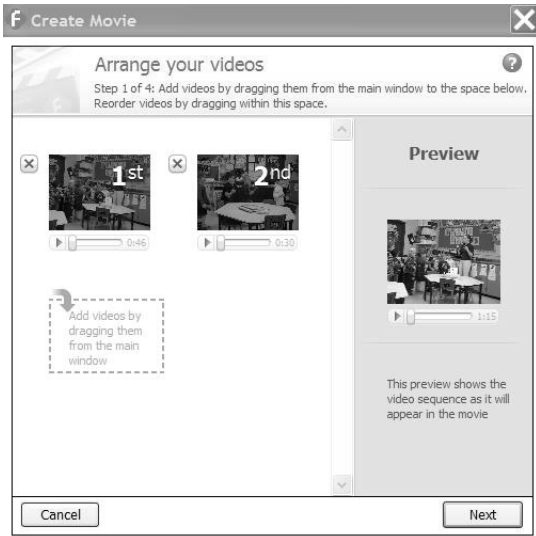 F Create Movie
Arrange your videos
Step 1 of 4: Add videos by dragging them from the main window to the space below.
Reorder videos by dragging within this space.
1st
2nd
0:46
0:30
Add videos by
dragging them
from the main
window
Preview
1:15
This preview shows the
video sequence as it will
appear in the movie
Cancel
Next